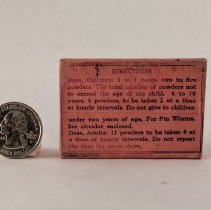 DIRECTIONS
Dose, Children: 2 to 3 years, two to five
powders. The total number of powders not
to exceed the age of the child. 6 to 10
years, 6 powders, to be taken 2 at a time
at hourly intervals. Do not give to children
under two years of age. For Pin Worms,
See circular enclosed.
Dose, Adults: 12 powders to be taken 4 at
a time at hourly intervals. Do not repeat
the dose for seven days.